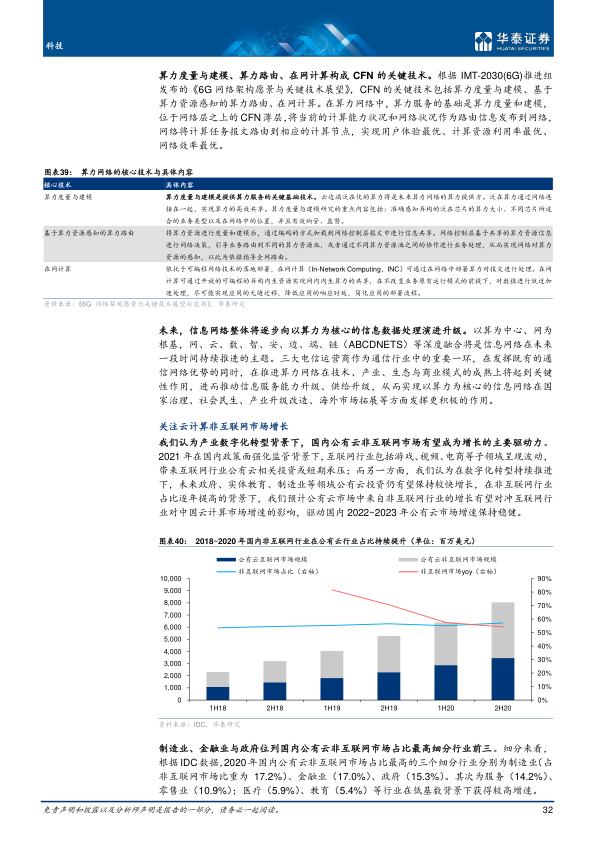 科技
华泰证券
HUATAI SECURITIES
算力度量与建模、算力路由、在网计算构成 CFN 的关键技术。根据 IMT-2030(6G)推进组
发布的《6G 网络架构愿景与关键技术展望》，CFN 的关键技术包括算力度量与建模、基于
算力资源感知的算力路由、在网计算。在算力网络中，算力服务的基础是算力度量和建模，
位于网络层之上的 CFN 薄层，将当前的计算能力状况和网络状况作为路由信息发布到网络，
网络将计算任务报文路由到相应的计算节点，实现用户体验最优、计算资源利用率最优、
网络效率最优。
图表39： 算力网络的核心技术与具体内容
核心技术 具体内容
算力度量与建模 算力度量与建模是提供算力服务的关键基础技术。云边端泛在化的算力将是未来算力网络的算力提供方。泛在算力通过网络连
接在一起，实现算力的高效共享。算力度量与建模研究的重点内容包括：准确感知异构的泛在芯片的算力大小、不同芯片所适
合的业务类型以及在网络中的位置，并且有效纳管、监督。
基于算力资源感知的算力路由 将算力资源进行度量和建模后，通过编码的方式加载到网络控制层报文中进行信息共享。网络控制层基于共享的算力资源信息
进行网络决策，引导业务路由到不同的算力资源池，或者通过不同算力资源池之间的协作进行业务处理，从而实现网络对算力
资源的感知，以此为依据指导全网路由。
在网计算 依托于可编程网络技术的落地部署，在网计算（In-Network Computing，INC）可通过在网络中部署算力对报文进行处理。在网
计算可通过开放的可编程的异构内生资源实现网内内生算力的共享，在不改变业务原有运行模式的前提下，对数据进行就近加
速处理，尽可能实现应用的无缝迁移，降低应用的响应时延，简化应用的部署流程。
资料来源：《6G 网络架构愿景与关键技术展望白皮书》，华泰研究
未来，信息网络整体将逐步向以算力为核心的信息数据处理演进升级。以算为中心、网为
根基，网、云、数、智、安、边、端、链（ABCDNETS）等深度融合将是信息网络在未来
一段时间持续推进的主题。三大电信运营商作为通信行业中的重要一环，在发挥既有的通
信网络优势的同时，在推进算力网络在技术、产业、生态与商业模式的成熟上将起到关键
性作用，进而推动信息服务能力升级、供给升级，从而实现以算力为核心的信息网络在国
家治理、社会民生、产业升级改造、海外市场拓展等方面发挥更积极的作用。
关注云计算非互联网市场增长
我们认为产业数字化转型背景下，国内公有云非互联网市场有望成为增长的主要驱动力。
2021 年在国内政策面强化监管背景下，互联网行业包括游戏、视频、电商等子领域呈现波动，
带来互联网行业公有云相关投资或短期承压；而另一方面，我们认为在数字化转型持续推进
下，未来政府、实体教育、制造业等领域公有云投资仍有望保持较快增长，在非互联网行业
占比逐年提高的背景下，我们预计公有云市场中来自非互联网行业的增长有望对冲互联网行
业对中国云计算市场增速的影响，驱动国内 2022~2023 年公有云市场增速保持稳健。
图表40： 2018~2020 年国内非互联网行业在公有云行业占比持续提升（单位：百万美元）
公有云互联网市场规模 公有云非互联网市场规模
非互联网市场占比（右轴） 非互联网市场yoy（右轴）
10,000 90%
9,000 80%
8,000 70%
7,000 60%
6,000 50%
5,000 40%
4,000 30%
3,000 20%
2,000 10%
1,000 0%
0
1H18 2H18 1H19 2H19 1H20 2H20
资料来源：IDC，华泰研究
制造业、金融业与政府位列国内公有云非互联网市场占比最高细分行业前三。细分来看，
根据 IDC 数据，2020 年国内公有云非互联网市场占比最高的三个细分行业分别为制造业（占
非互联网市场比重为 17.2%）、金融业（17.0%）、政府（15.3%）。其次为服务（14.2%）、
零售业（10.9%）；医疗（5.9%）、教育（5.4%）等行业在低基数背景下获得较高增速。
免责声明和披露以及分析师声明是报告的一部分，请务必一起阅读。 32